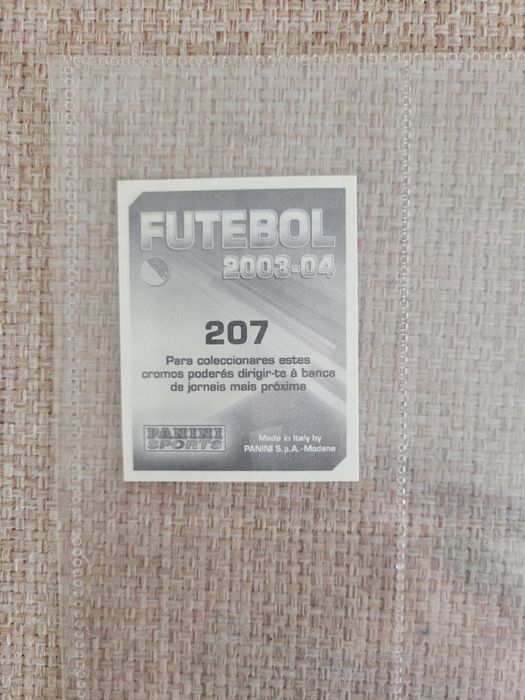 FUTEBOL
2003-04
207
Para coleccionares estes
cromos poderás dirigir-te à banca
de jornais mais próxima
PANINI
SPORTS
Made in Italy by
PANINI S.p.A.-Modena